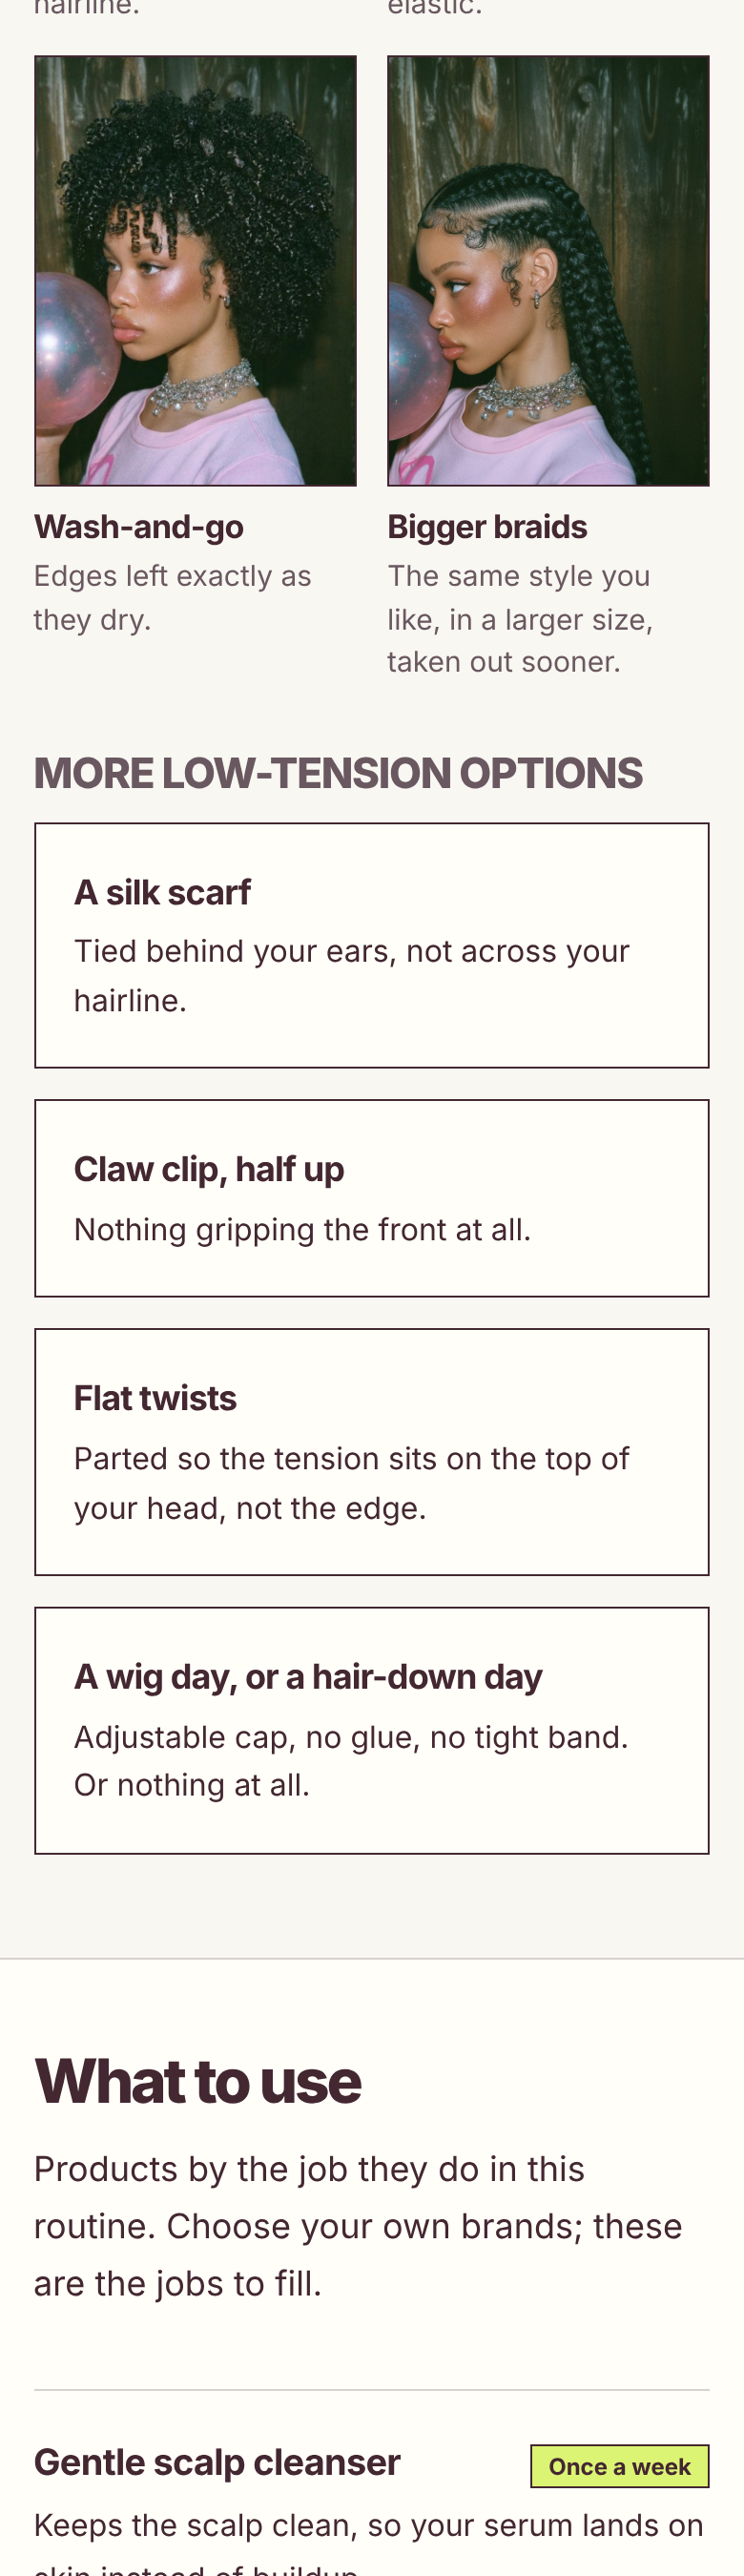 hairline.
elastic.
Wash-and-go
Edges left exactly as
they dry.
Bigger braids
The same style you
like, in a larger size,
taken out sooner.
MORE LOW-TENSION OPTIONS
A silk scarf
Tied behind your ears, not across your
hairline.
Claw clip, half up
Nothing gripping the front at all.
Flat twists
Parted so the tension sits on the top of
your head, not the edge.
A wig day, or a hair-down day
Adjustable cap, no glue, no tight band.
Or nothing at all.
What to use
Products by the job they do in this
routine. Choose your own brands; these
are the jobs to fill.
Gentle scalp cleanser
Once a week
Keeps the scalp clean, so your serum lands on
skin instead of buildup.